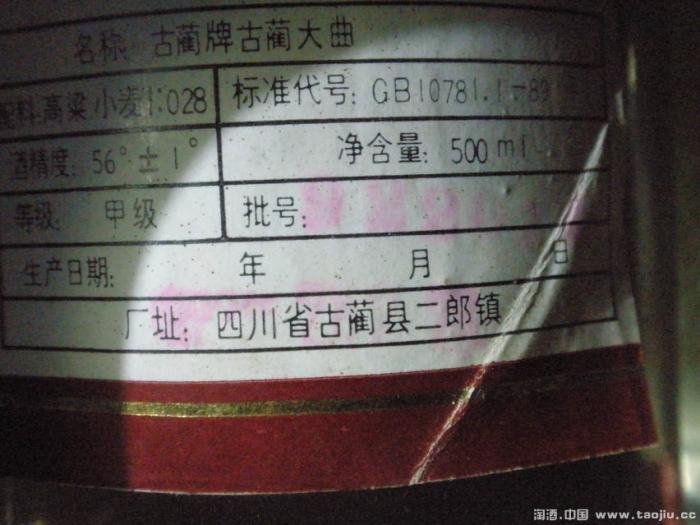 名称: 古蔺牌古蔺大曲
配料:高粱 小麦1:028 标准代号: GB10781.1-89
酒精度: 56°±1° 净含量: 500ml
等级: 甲级 批号:
生产日期: 年 月 日
厂址: 四川省古蔺县二郎镇
淘酒.中国 www.taojiu.cc